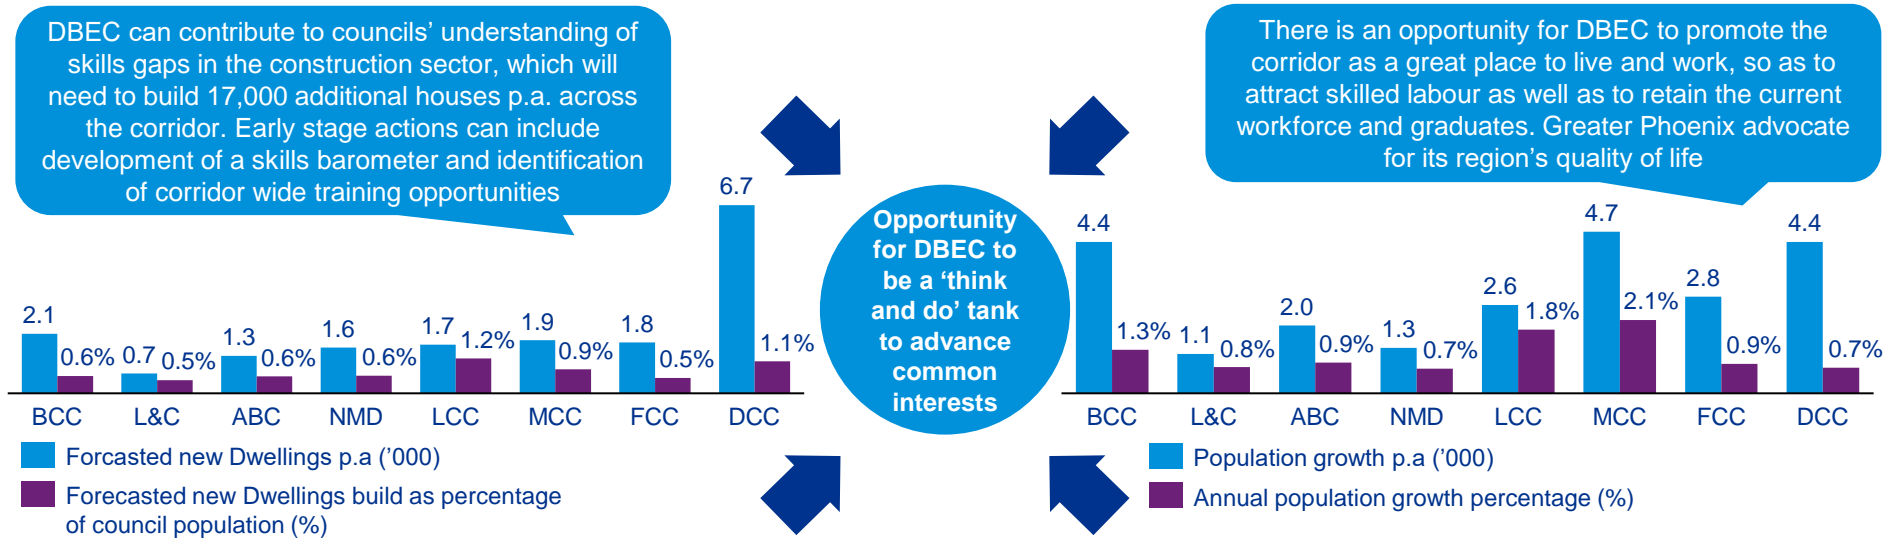 DBEC can contribute to councils’ understanding of
skills gaps in the construction sector, which will
need to build 17,000 additional houses p.a. across
the corridor. Early stage actions can include
development of a skills barometer and identification
of corridor wide training opportunities
There is an opportunity for DBEC to promote the
corridor as a great place to live and work, so as to
attract skilled labour as well as to retain the current
workforce and graduates. Greater Phoenix advocate
for its region’s quality of life
Opportunity
for DBEC to
be a ‘think
and do’ tank
to advance
common
interests
2.1 0.6% 0.7 0.5% 1.3 0.6% 1.6 0.6% 1.7 1.2% 1.9 0.9% 1.8 0.5% 6.7 1.1%
BCC L&C ABC NMD LCC MCC FCC DCC
Forcasted new Dwellings p.a (’000)
Forecasted new Dwellings build as percentage
of council population (%)
4.4 1.3% 1.1 0.8% 2.0 0.9% 1.3 0.7% 2.6 1.8% 4.7 2.1% 2.8 0.9% 4.4 0.7%
BCC L&C ABC NMD LCC MCC FCC DCC
Population growth p.a (’000)
Annual population growth percentage (%)